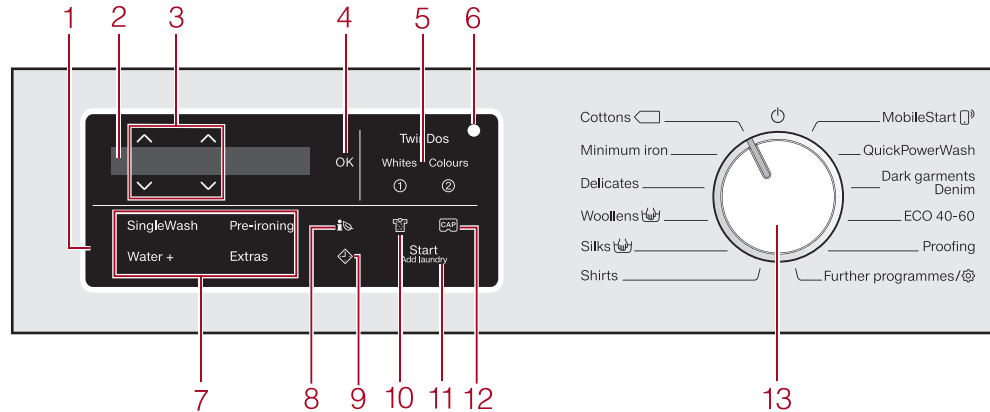 1 2 3 4 5 6
TwinDos
OK
Whites Colours
① ②
SingleWash Pre-ironing
CAP
Water + Extras
Start
Add laundry
7 8 9 10 11 12
Cottons
Minimum iron
Delicates
Woollens
Silks
Shirts
MobileStart
QuickPowerWash
Dark garments
Denim
ECO 40-60
Proofing
Further programmes/
13